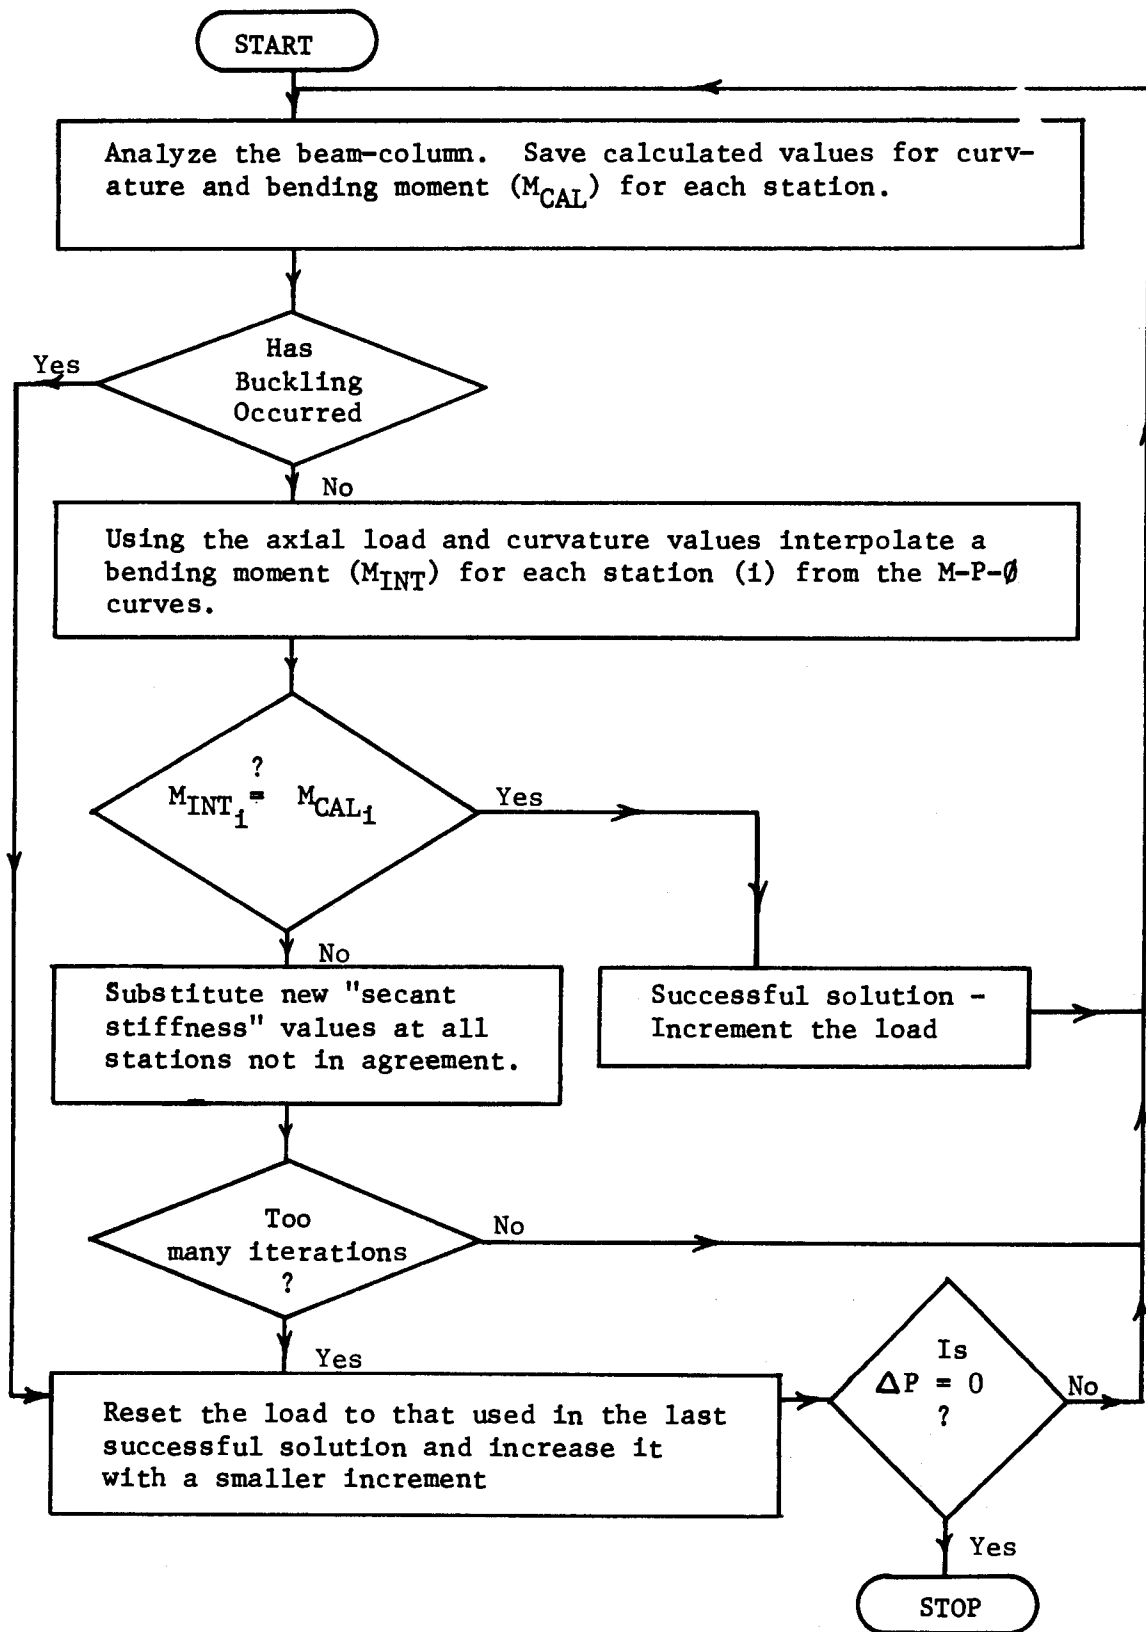 START
Analyze the beam-column. Save calculated values for curv-
ature and bending moment (M_CAL) for each station.
Has
Buckling
Occurred
Yes
No
Using the axial load and curvature values interpolate a
bending moment (M_INT) for each station (i) from the M-P-Ø
curves.
?
M_INT_i = M_CAL_i
Yes
No
Substitute new "secant
stiffness" values at all
stations not in agreement.
Successful solution -
Increment the load
Too
many iterations
?
No
Yes
Reset the load to that used in the last
successful solution and increase it
with a smaller increment
Is
ΔP = 0
?
No
Yes
STOP